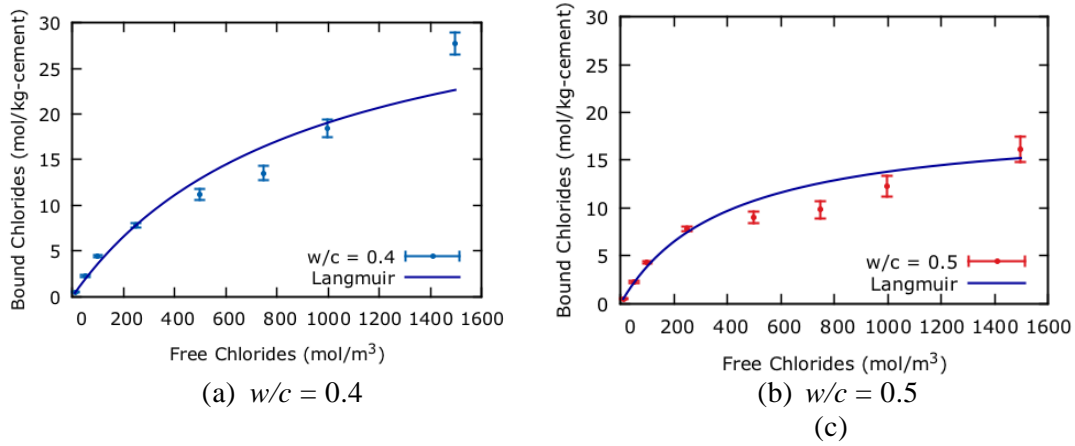 30
25
20
15
10
5
0
Bound Chlorides (mol/kg-cement)
w/c = 0.4
Langmuir
0 200 400 600 800 1000 1200 1400 1600
Free Chlorides (mol/m³)
(a) w/c = 0.4
30
25
20
15
10
5
0
Bound Chlorides (mol/kg-cement)
w/c = 0.5
Langmuir
0 200 400 600 800 1000 1200 1400 1600
Free Chlorides (mol/m³)
(b) w/c = 0.5
(c)